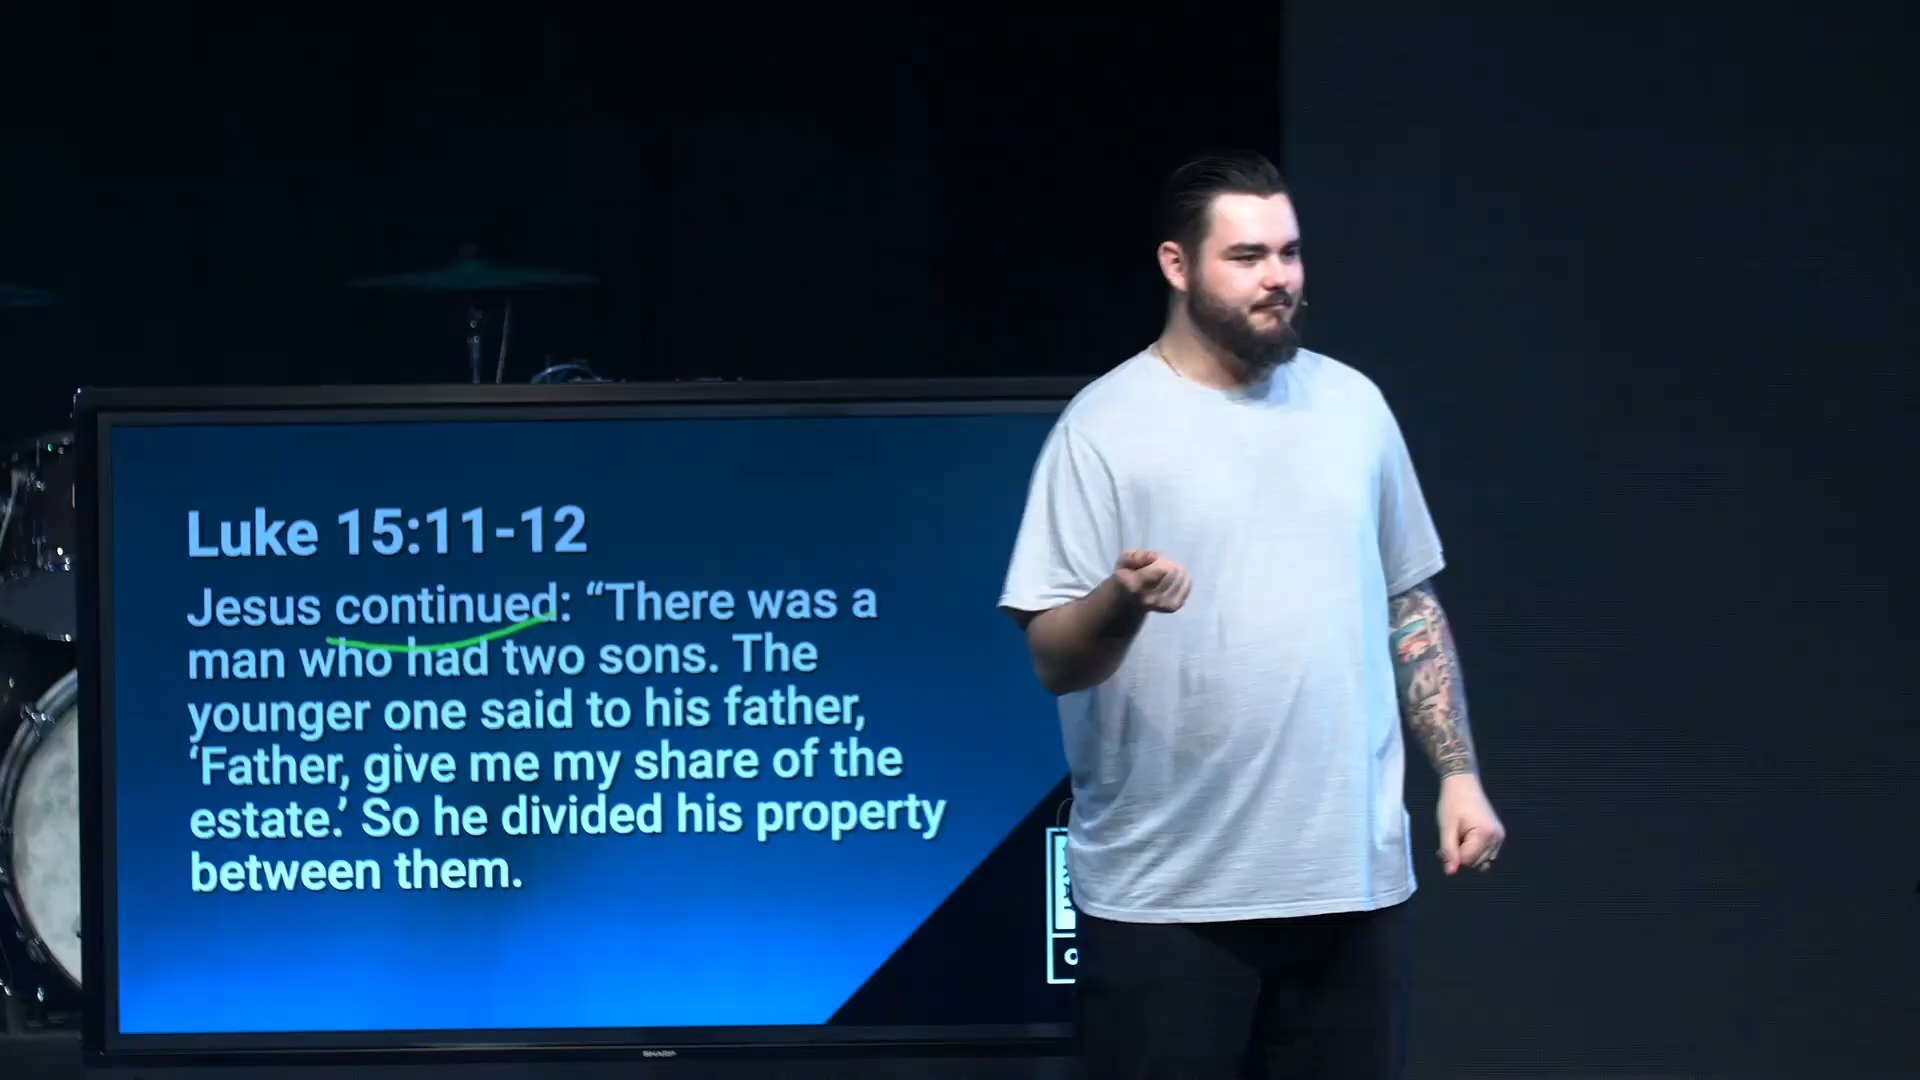 Luke 15:11-12
Jesus continued: “There was a
man who had two sons. The
younger one said to his father,
‘Father, give me my share of the
estate.’ So he divided his property
between them.
SHARP